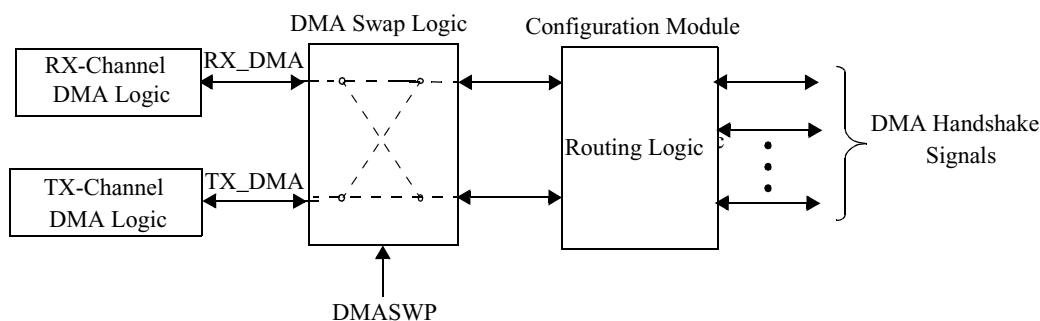 DMA Swap Logic
Configuration Module
RX-Channel
DMA Logic
RX_DMA
Routing Logic
DMA Handshake
Signals
TX-Channel
DMA Logic
TX_DMA
DMASWP